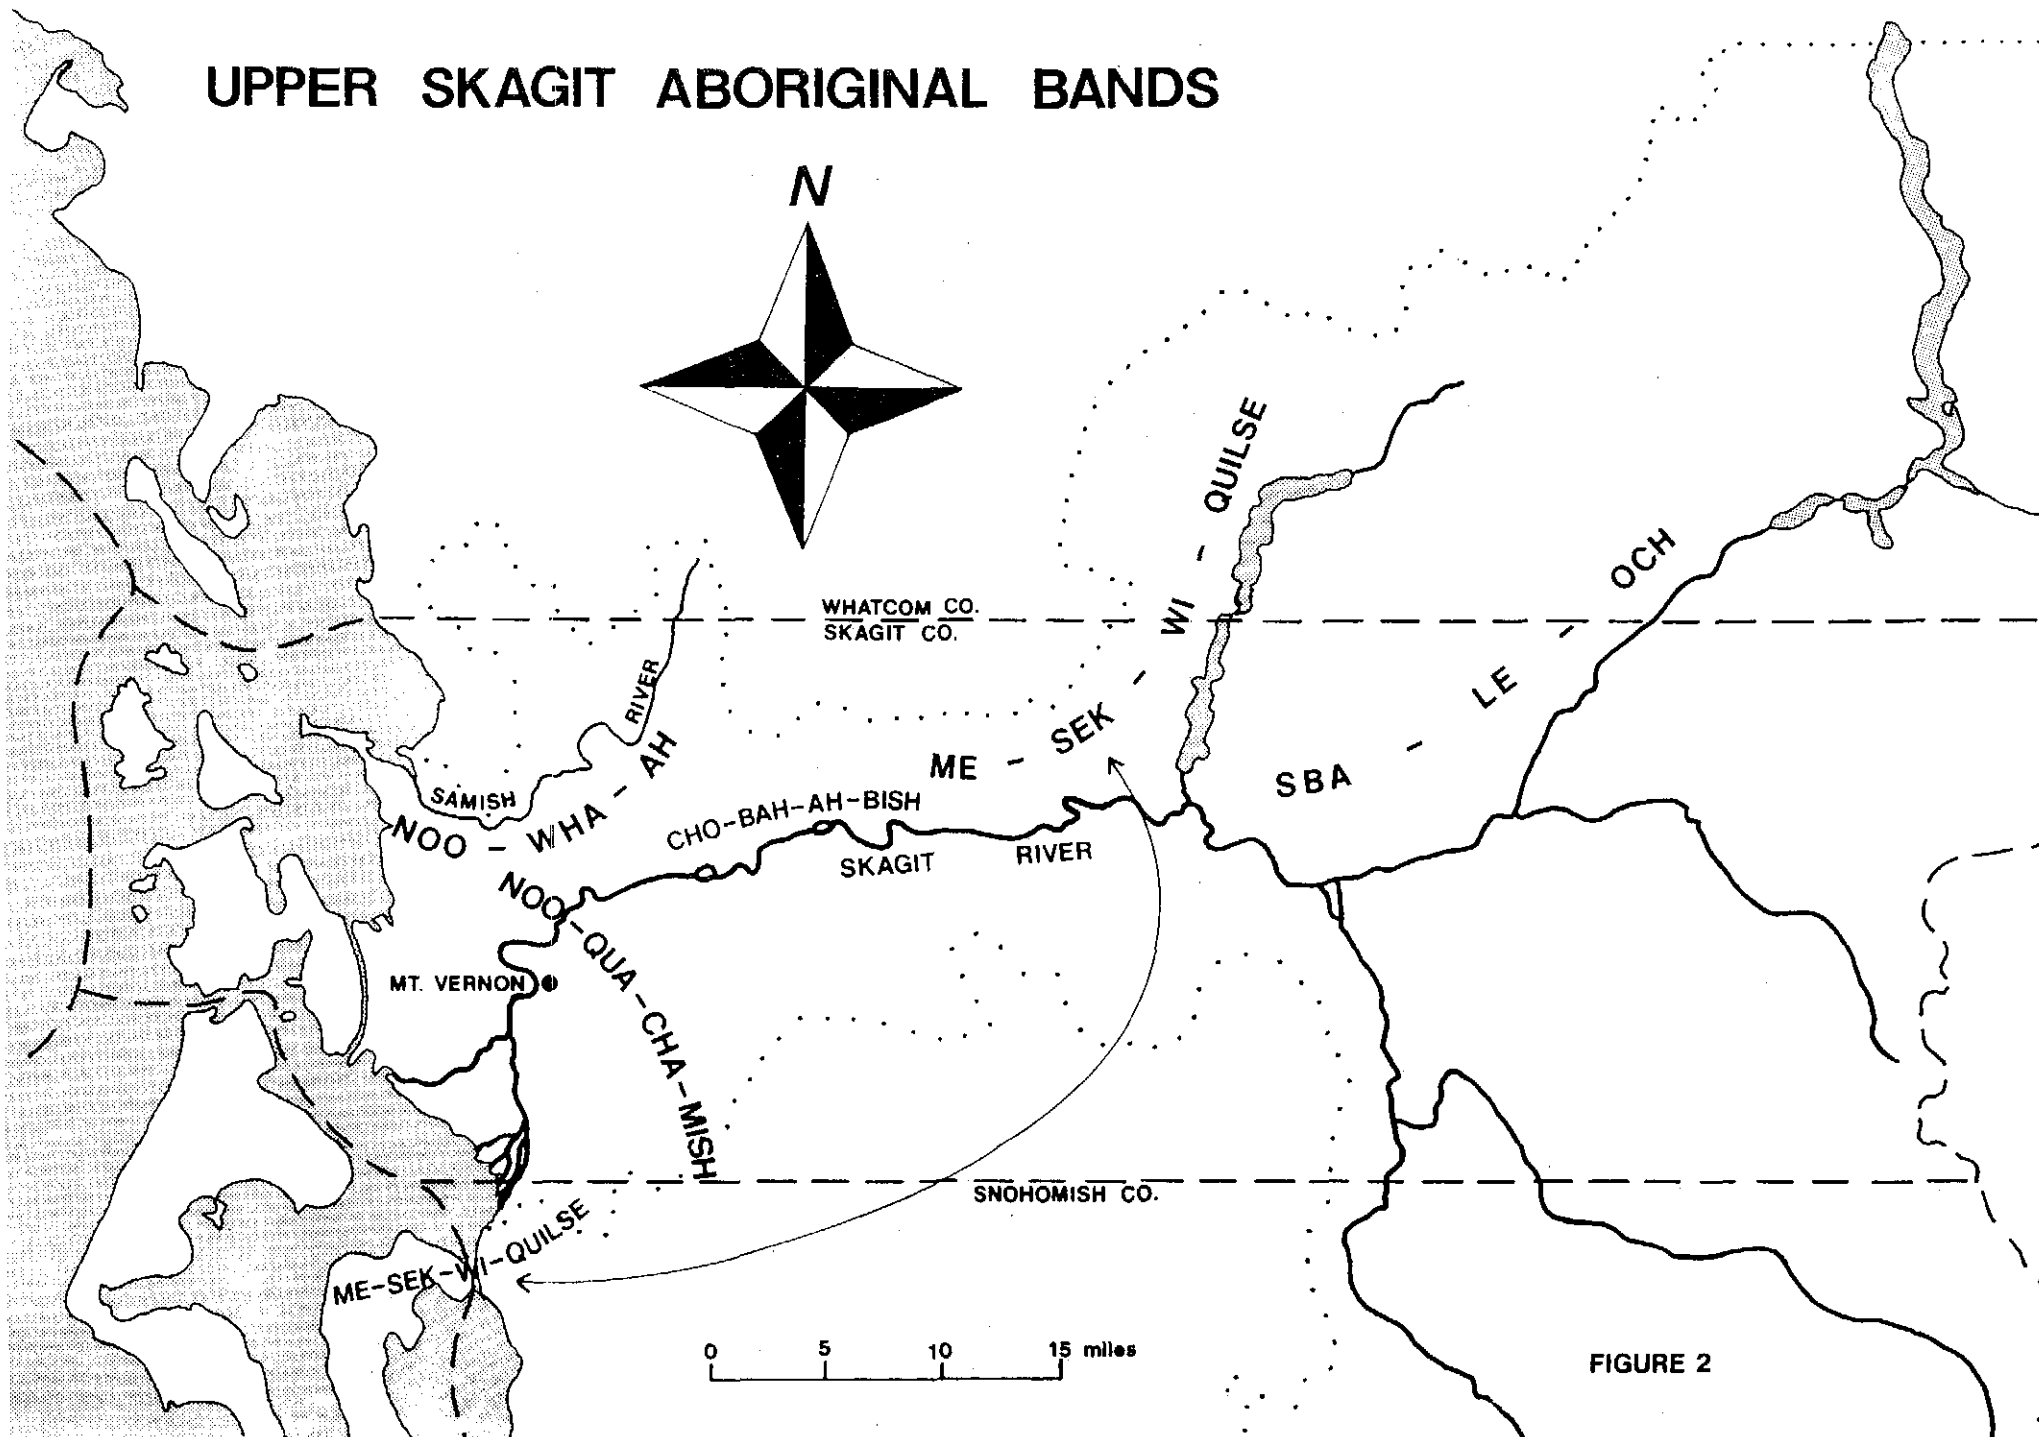 UPPER SKAGIT ABORIGINAL BANDS
N
WI - QUILSE
OCH
WHATCOM CO.
SKAGIT CO.
RIVER
LE -
ME - SEK -
SBA -
SAMISH
NOO - WHA - AH
CHO-BAH-AH-BISH
SKAGIT RIVER
NOO-QUA-CHA-MISH
MT. VERNON
SNOHOMISH CO.
ME-SEK-WI-QUILSE
0 5 10 15 miles
FIGURE 2